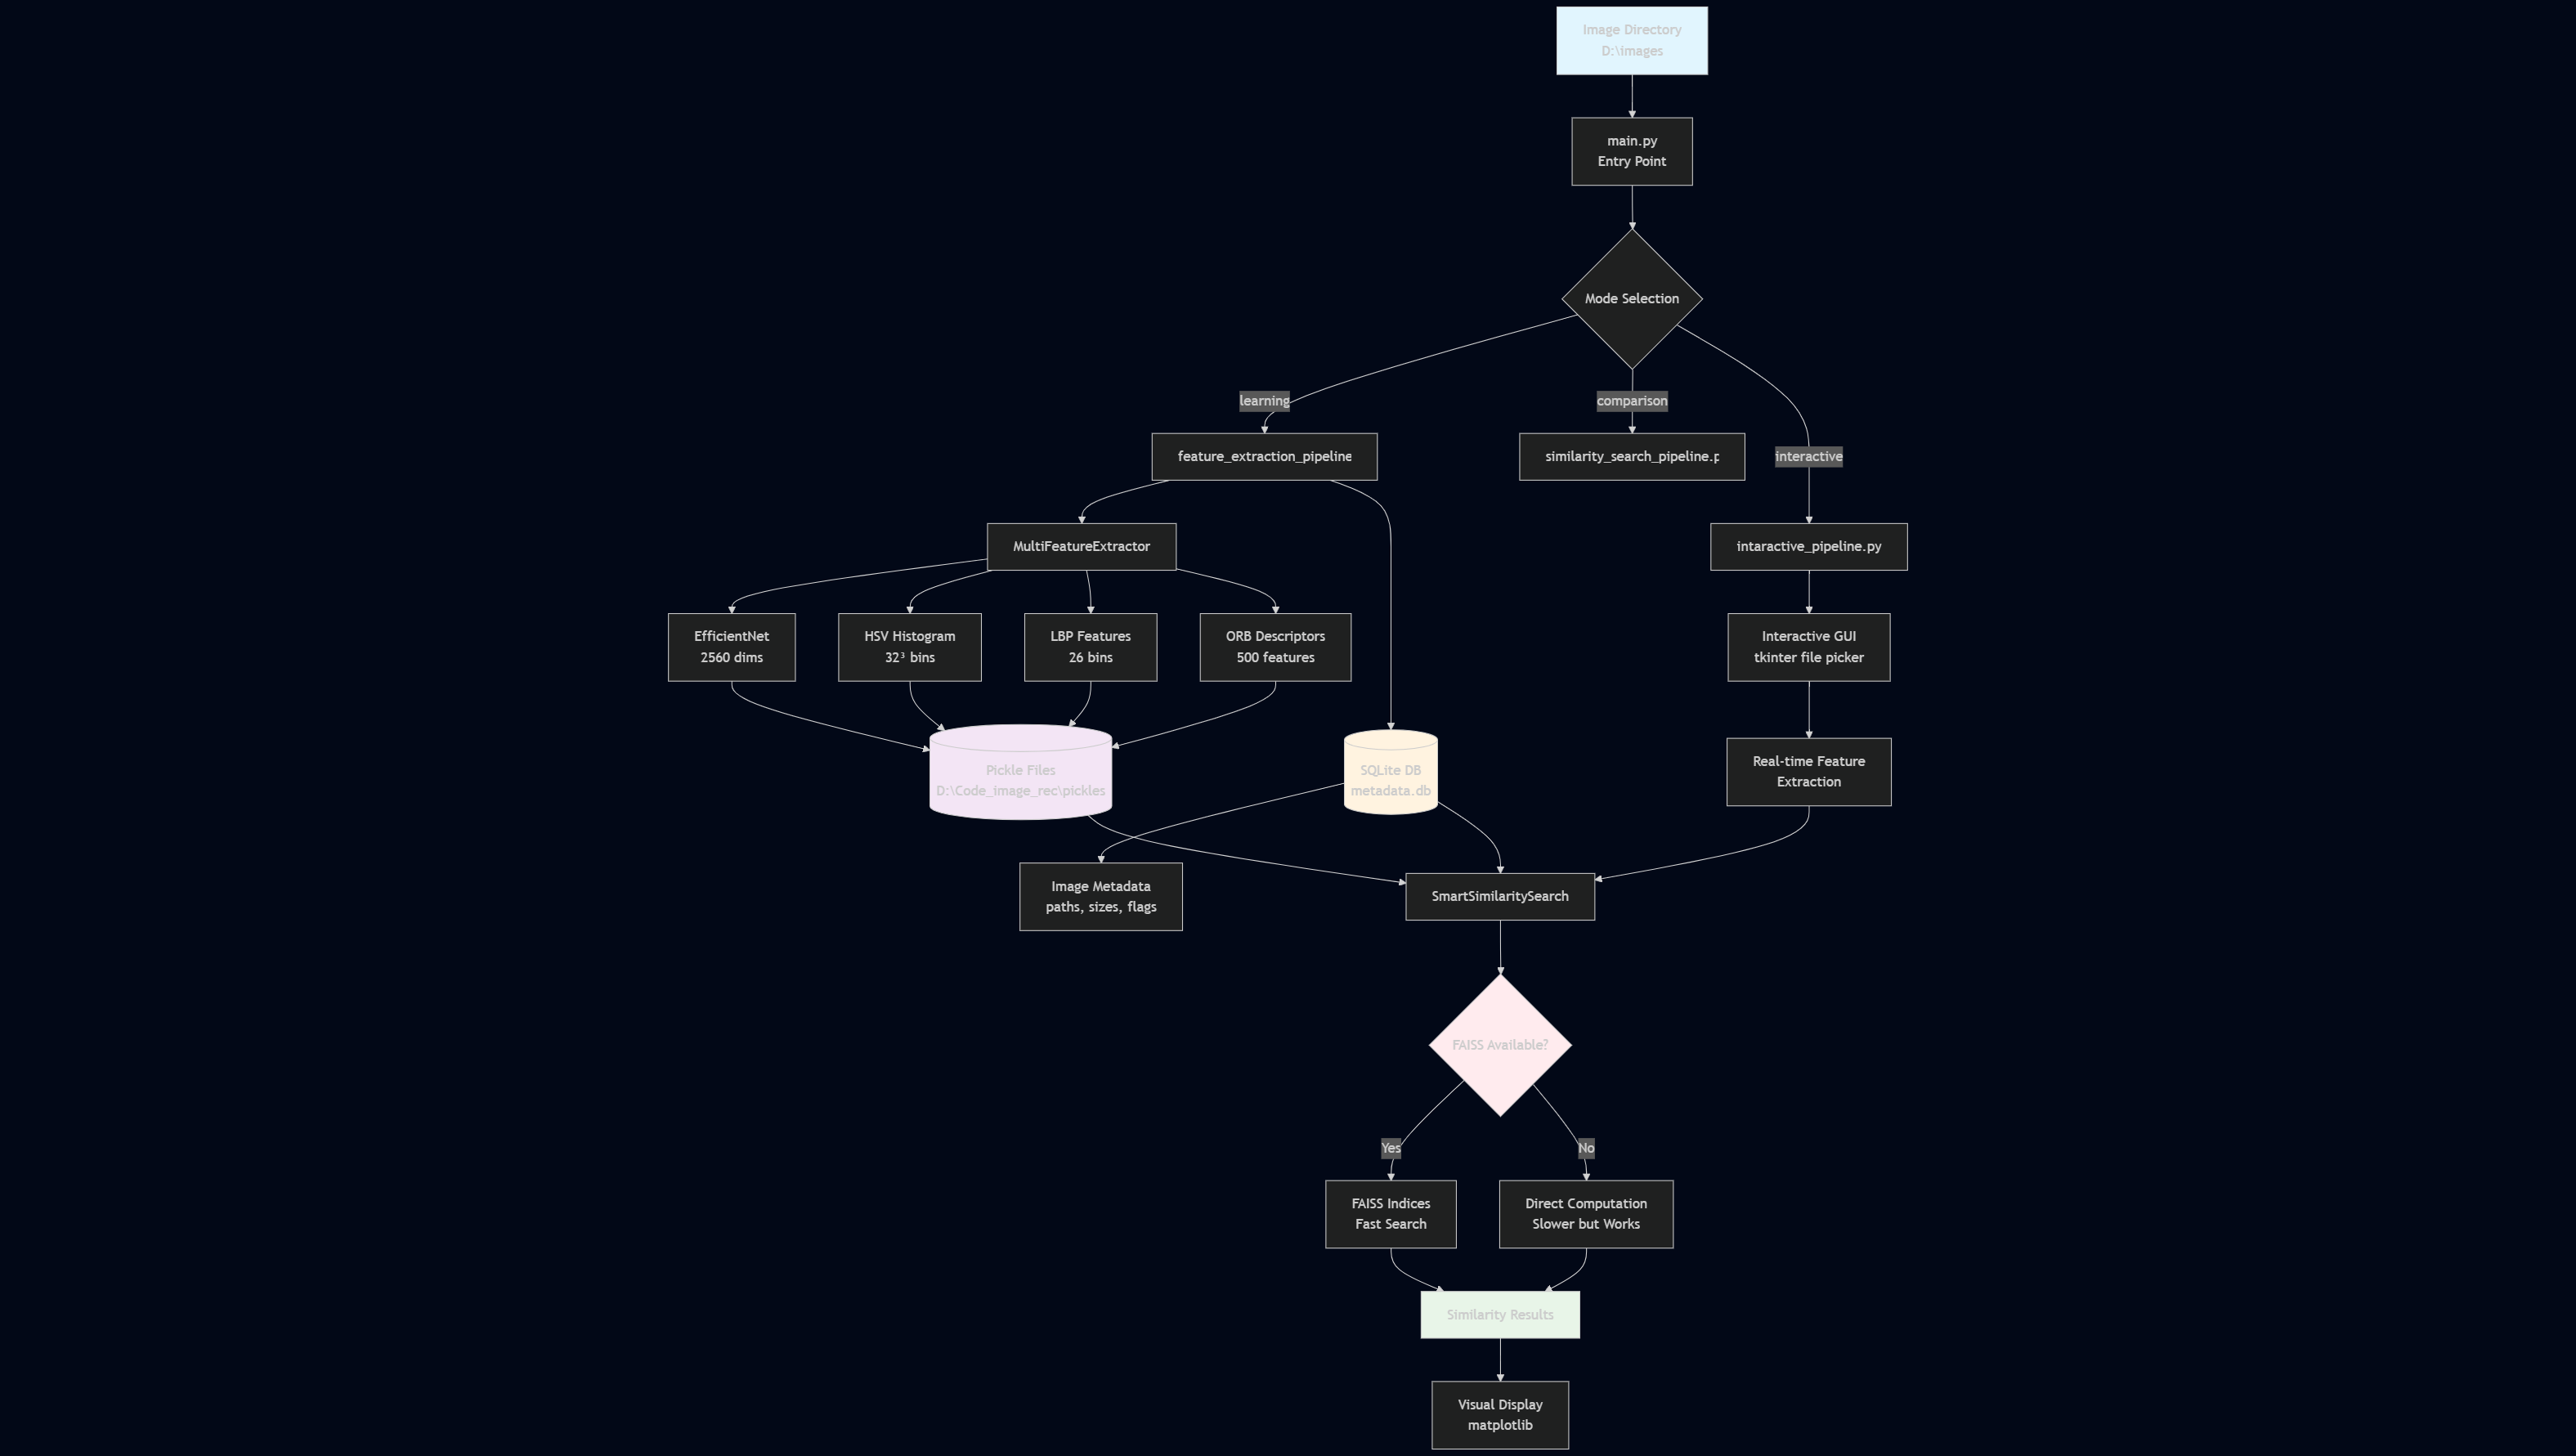 Image Directory
D:\images
main.py
Entry Point
Mode Selection
learning
comparison
interactive
feature_extraction_pipeline
similarity_search_pipeline.p
MultiFeatureExtractor
intaractive_pipeline.py
EfficientNet
2560 dims
HSV Histogram
32³ bins
LBP Features
26 bins
ORB Descriptors
500 features
Interactive GUI
tkinter file picker
Pickle Files
D:\Code_image_rec\pickles
SQLite DB
metadata.db
Real-time Feature
Extraction
Image Metadata
paths, sizes, flags
SmartSimilaritySearch
FAISS Available?
Yes
No
FAISS Indices
Fast Search
Direct Computation
Slower but Works
Similarity Results
Visual Display
matplotlib